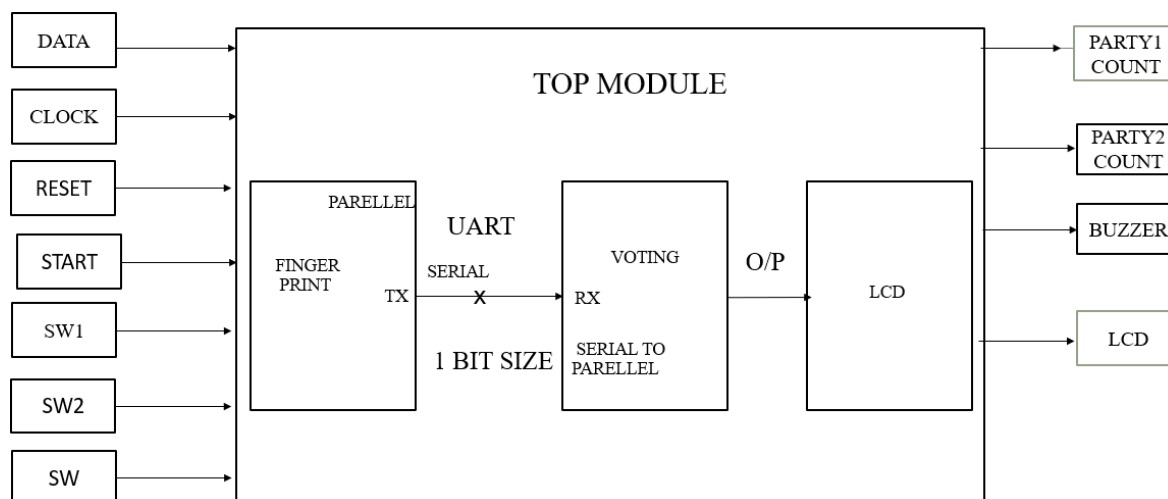 DATA
CLOCK
RESET
START
SW1
SW2
SW
TOP MODULE
PARELLEL
FINGER
PRINT
TX
UART
SERIAL
X
1 BIT SIZE
VOTING
RX
SERIAL TO
PARELLEL
O/P
LCD
PARTY1
COUNT
PARTY2
COUNT
BUZZER
LCD